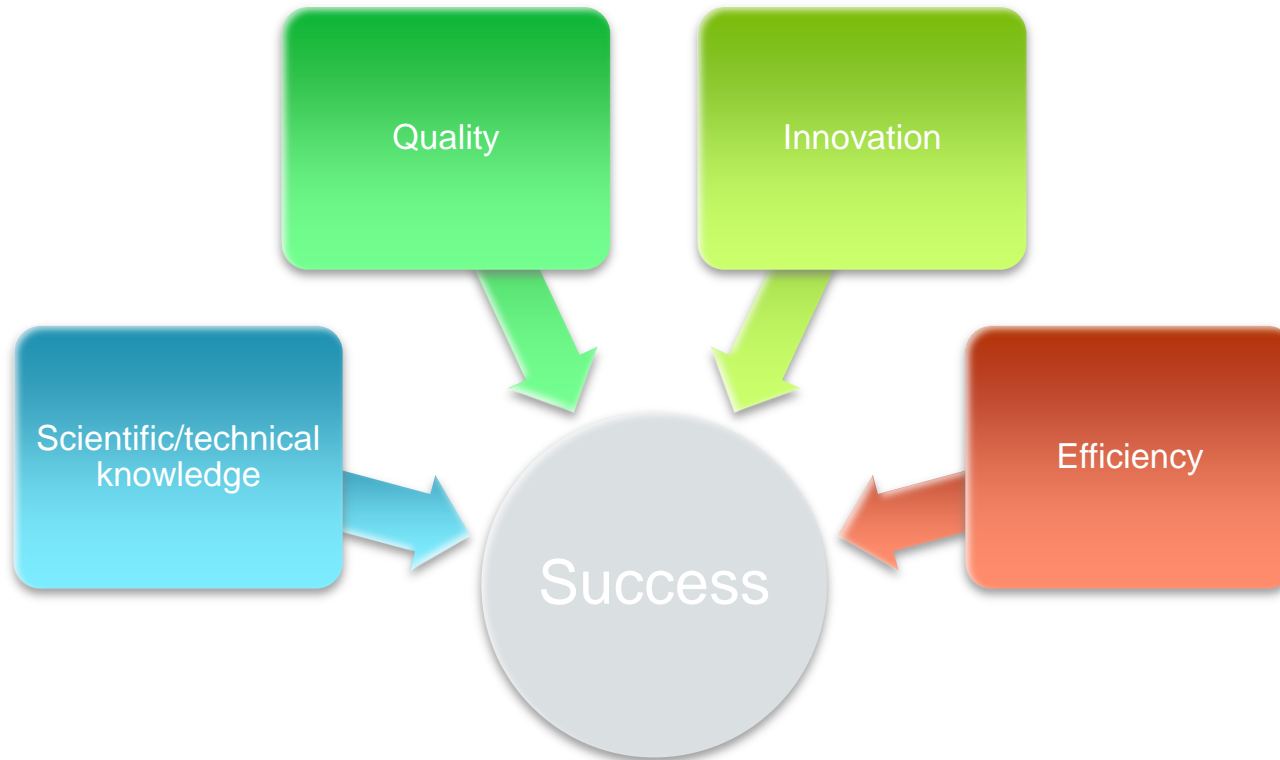 Quality
Innovation
Scientific/technical
knowledge
Efficiency
Success